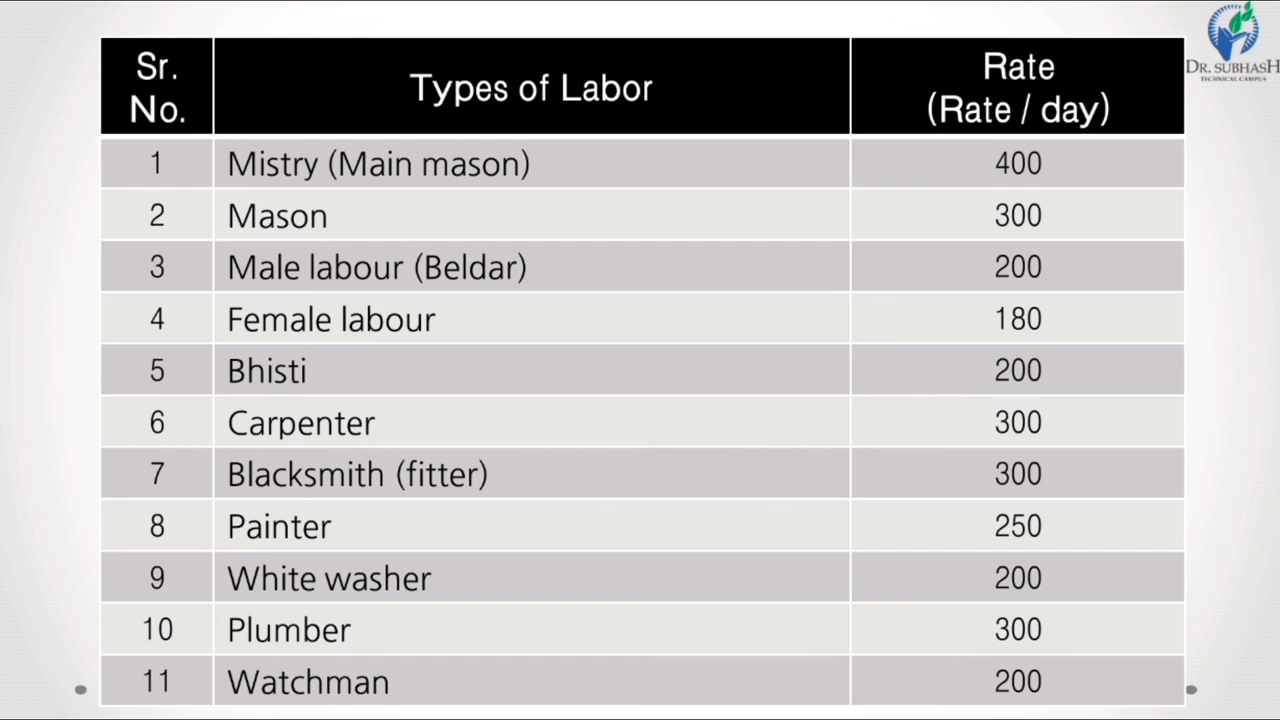 DR. SUBHASH
TECHNICAL CAMPUS
Sr. No. Types of Labor Rate (Rate / day)
1 Mistry (Main mason) 400
2 Mason 300
3 Male labour (Beldar) 200
4 Female labour 180
5 Bhisti 200
6 Carpenter 300
7 Blacksmith (fitter) 300
8 Painter 250
9 White washer 200
10 Plumber 300
11 Watchman 200